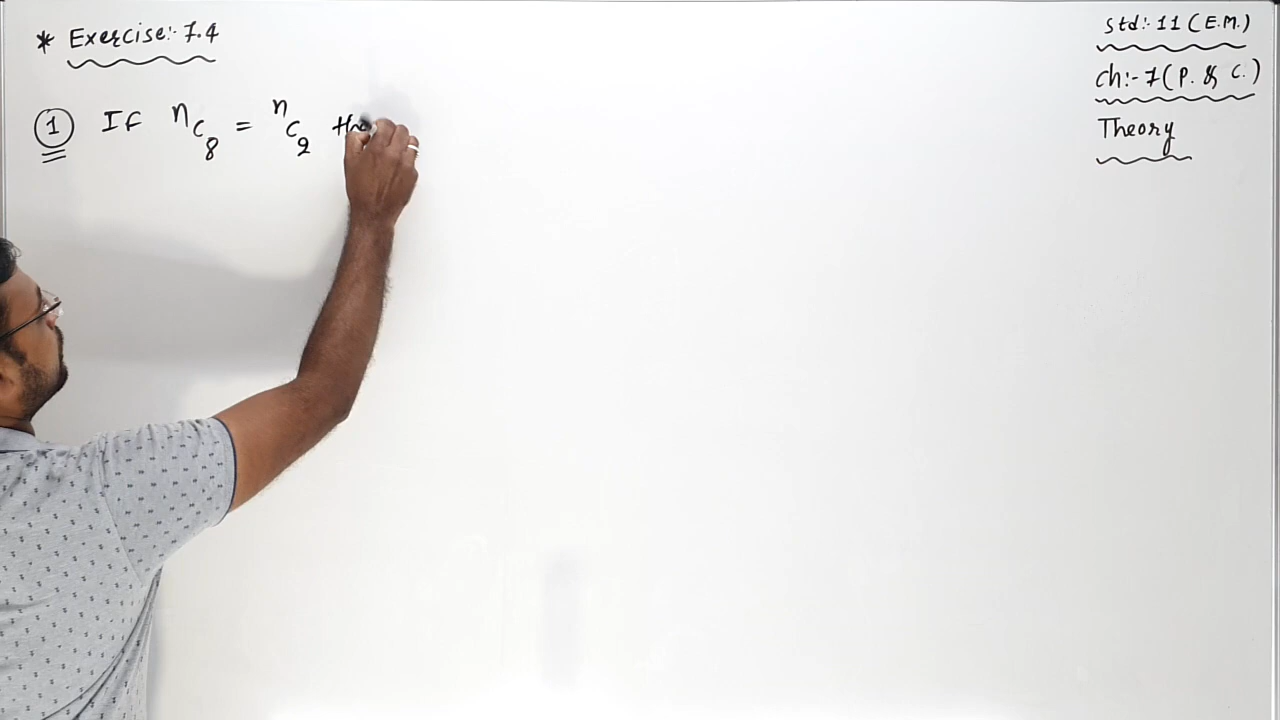 * Exercise:- 7.4
① If ⁿC₈ = ⁿC₂
std:- 11 (E.M.)
ch:- 7 (P. & C.)
Theory